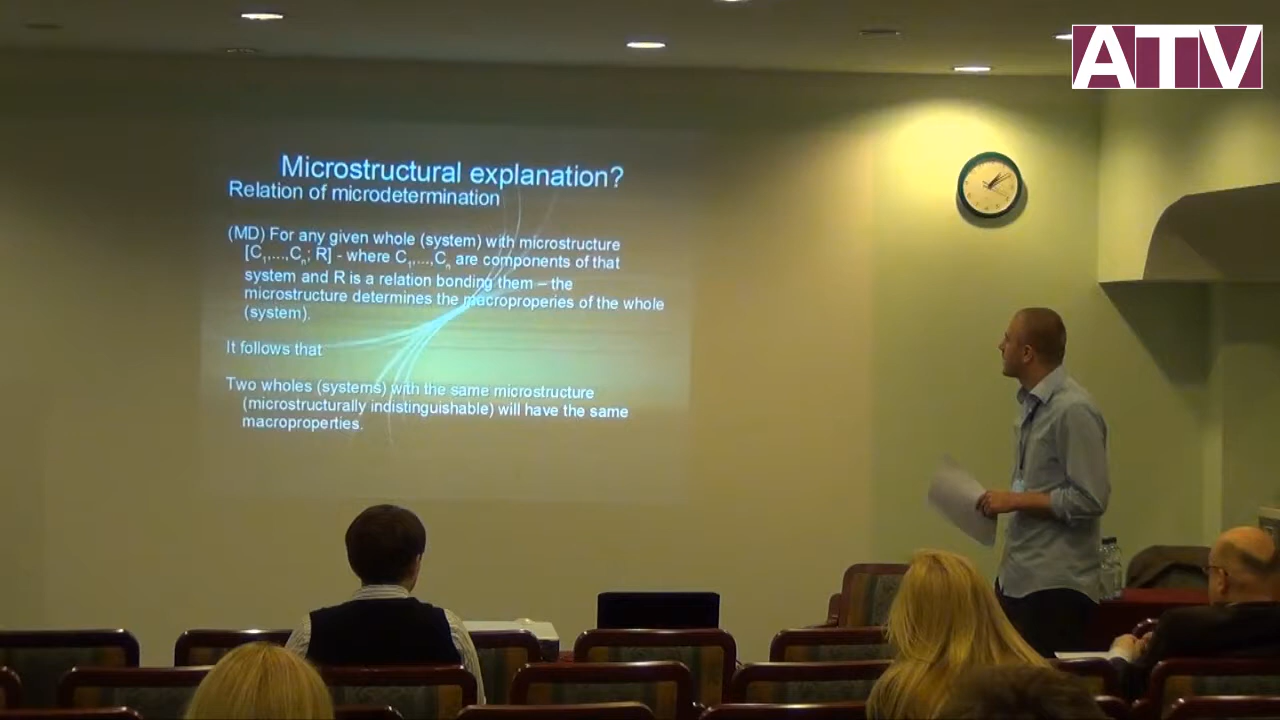 ATV
Microstructural explanation?
Relation of microdetermination
(MD) For any given whole (system) with microstructure
[C1,...,Cn; R] - where C1,...,Cn are components of that
system and R is a relation bonding them – the
microstructure determines the macroproperies of the whole
(system).
It follows that
Two wholes (systems) with the same microstructure
(microstructurally indistinguishable) will have the same
macroproperties.